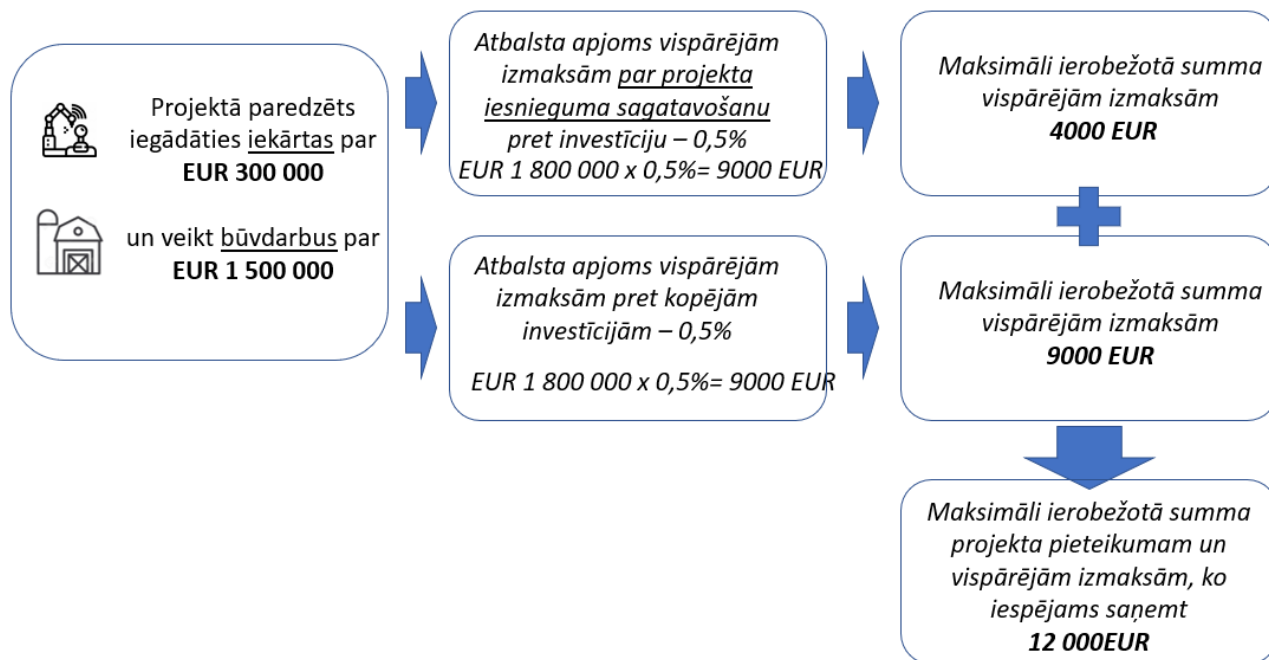 Projektā paredzēts
iegādāties iekārtas par
EUR 300 000
un veikt būvdarbus par
EUR 1 500 000
Atbalsta apjoms vispārējām
izmaksām par projekta
iesnieguma sagatavošanu
pret investīciju – 0,5%
EUR 1 800 000 x 0,5%= 9000 EUR
Maksimāli ierobežotā summa
vispārējām izmaksām
4000 EUR
Atbalsta apjoms vispārējām
izmaksām pret kopējām
investīcijām – 0,5%
EUR 1 800 000 x 0,5%= 9000 EUR
Maksimāli ierobežotā summa
vispārējām izmaksām
9000 EUR
Maksimāli ierobežotā summa
projekta pieteikumam un
vispārējām izmaksām, ko
iespējams saņemt
12 000EUR